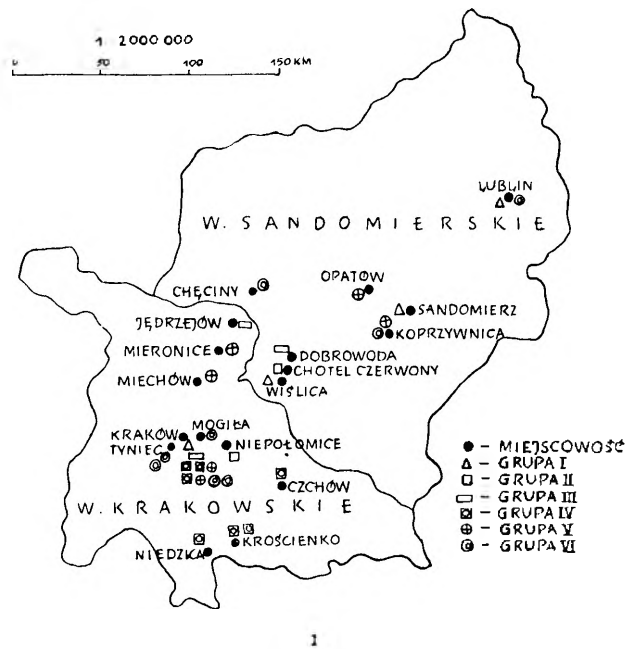 1 2000 000
0 50 100 150 KM
LUBLIN
W. SANDOMIERSKIE
OPATÓW
CHĘCINY
SANDOMIERZ
JĘDRZEJÓW
KOPRZYWNICA
MIERONICE
DOBROWODA
CHOTEL CZERWONY
MIECHÓW
WIŚLICA
KRAKÓW
MOGIŁA
TYNIEC
NIEPOŁOMICE
CZCHÓW
W. KRAKOWSKIE
KROŚCIENKO
NIEDZKA
– MIEJSCOWOŚĆ
– GRUPA I
– GRUPA II
– GRUPA III
– GRUPA IV
– GRUPA V
– GRUPA VI
1